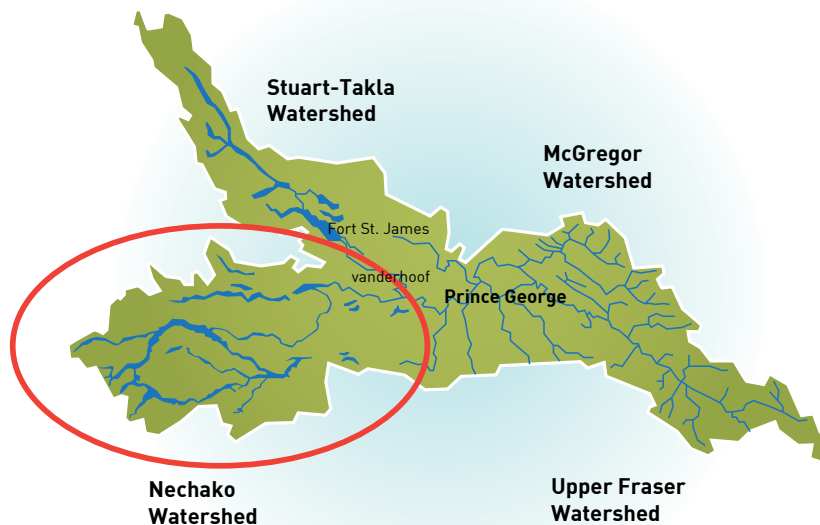 Stuart-Takla
Watershed
McGregor
Watershed
Fort St. James
vanderhoof
Prince George
Nechako
Watershed
Upper Fraser
Watershed